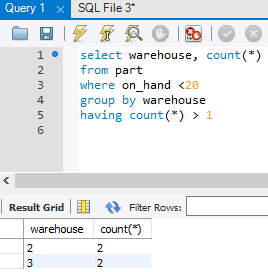 Query 1 SQL File 3*
1 select warehouse, count(*)
2 from part
3 where on_hand <20
4 group by warehouse
5 having count(*) > 1
6
Result Grid Filter Rows:
warehouse count(*)
2 2
3 2